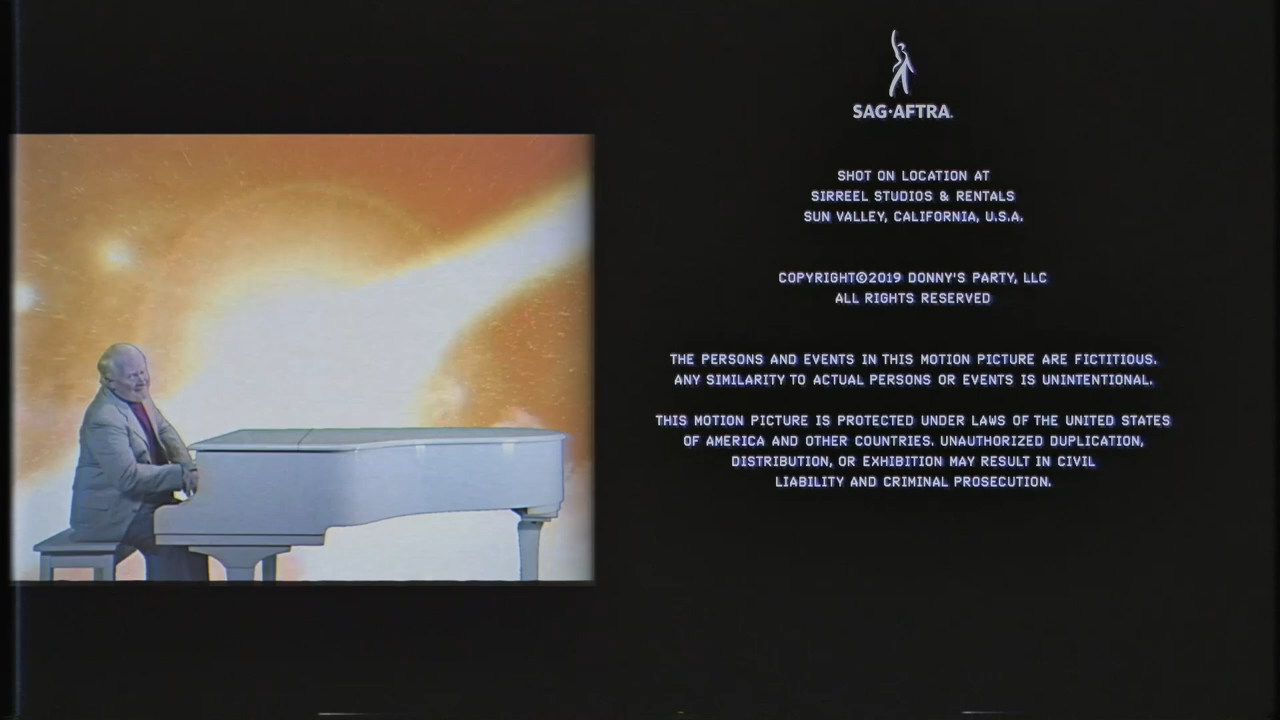 SAG·AFTRA.
SHOT ON LOCATION AT
SIRREEL STUDIOS & RENTALS
SUN VALLEY, CALIFORNIA, U.S.A.
COPYRIGHT©2019 DONNY'S PARTY, LLC
ALL RIGHTS RESERVED
THE PERSONS AND EVENTS IN THIS MOTION PICTURE ARE FICTITIOUS.
ANY SIMILARITY TO ACTUAL PERSONS OR EVENTS IS UNINTENTIONAL.
THIS MOTION PICTURE IS PROTECTED UNDER LAWS OF THE UNITED STATES
OF AMERICA AND OTHER COUNTRIES. UNAUTHORIZED DUPLICATION,
DISTRIBUTION, OR EXHIBITION MAY RESULT IN CIVIL
LIABILITY AND CRIMINAL PROSECUTION.